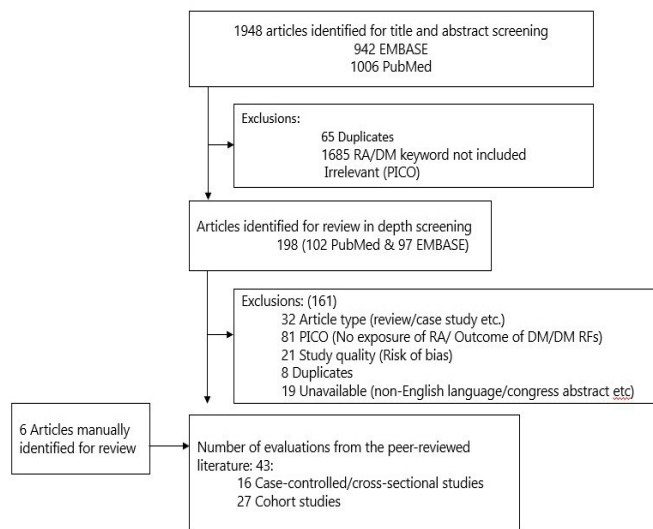 1948 articles identified for title and abstract screening
942 EMBASE
1006 PubMed
Exclusions:
65 Duplicates
1685 RA/DM keyword not included
Irrelevant (PICO)
Articles identified for review in depth screening
198 (102 PubMed & 97 EMBASE)
Exclusions: (161)
32 Article type (review/case study etc.)
81 PICO (No exposure of RA/ Outcome of DM/DM RFs)
21 Study quality (Risk of bias)
8 Duplicates
19 Unavailable (non-English language/congress abstract etc)
6 Articles manually
identified for review
Number of evaluations from the peer-reviewed
literature: 43:
16 Case-controlled/cross-sectional studies
27 Cohort studies